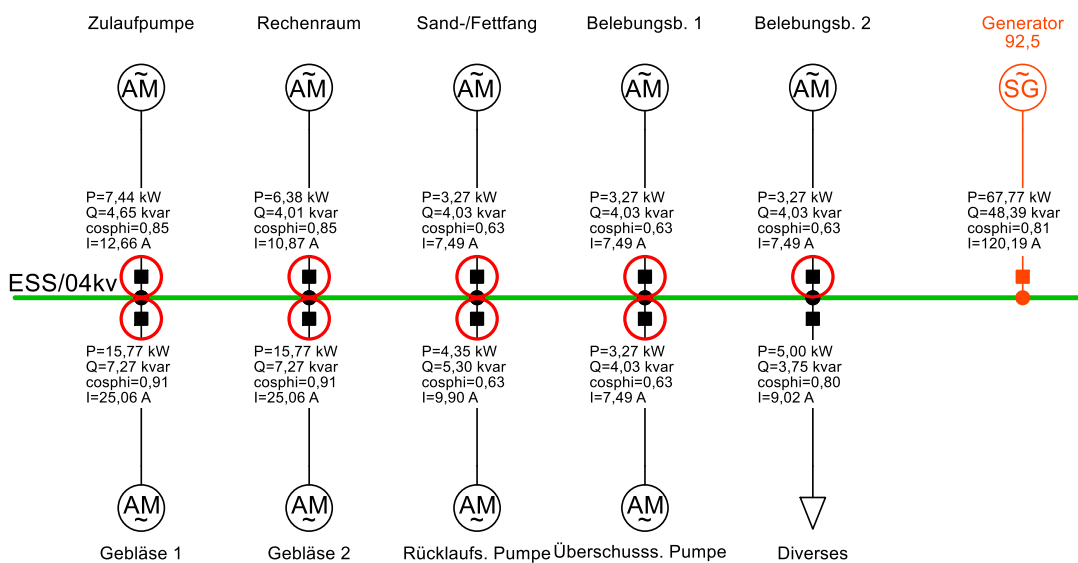 Zulaufpumpe
Rechenraum
Sand-/Fettfang
Belebungsb. 1
Belebungsb. 2
Generator
92,5
~
AM
~
AM
~
AM
~
AM
~
AM
~
SG
P=7,44 kW
Q=4,65 kvar
cosphi=0,85
I=12,66 A
P=6,38 kW
Q=4,01 kvar
cosphi=0,85
I=10,87 A
P=3,27 kW
Q=4,03 kvar
cosphi=0,63
I=7,49 A
P=3,27 kW
Q=4,03 kvar
cosphi=0,63
I=7,49 A
P=3,27 kW
Q=4,03 kvar
cosphi=0,63
I=7,49 A
P=67,77 kW
Q=48,39 kvar
cosphi=0,81
I=120,19 A
ESS/04kv
P=15,77 kW
Q=7,27 kvar
cosphi=0,91
I=25,06 A
P=15,77 kW
Q=7,27 kvar
cosphi=0,91
I=25,06 A
P=4,35 kW
Q=5,30 kvar
cosphi=0,63
I=9,90 A
P=3,27 kW
Q=4,03 kvar
cosphi=0,63
I=7,49 A
P=5,00 kW
Q=3,75 kvar
cosphi=0,80
I=9,02 A
AM
~
AM
~
AM
~
AM
~
Gebläse 1
Gebläse 2
Rücklaufs. Pumpe
Überschusss. Pumpe
Diverses